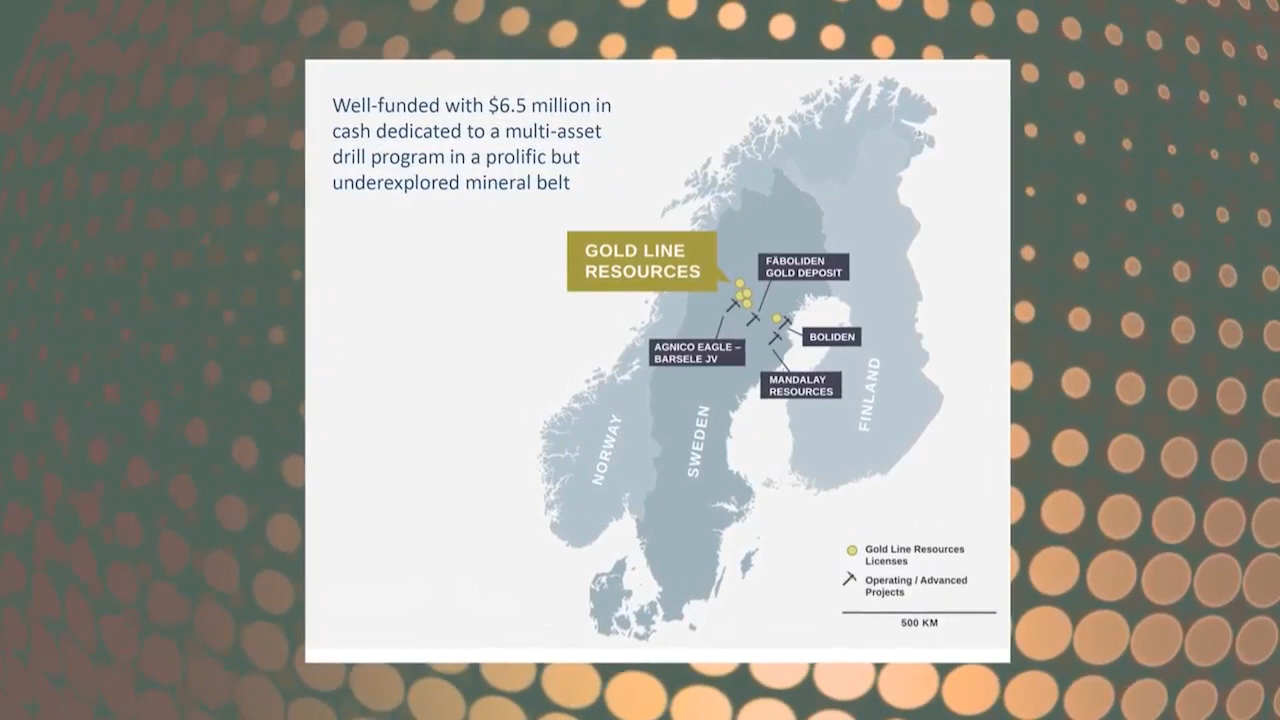 Well-funded with $6.5 million in
cash dedicated to a multi-asset
drill program in a prolific but
underexplored mineral belt
GOLD LINE
RESOURCES
FÄBOLIDEN
GOLD DEPOSIT
BOLIDEN
AGNICO EAGLE –
BARSELE JV
MANDALAY
RESOURCES
NORWAY
SWEDEN
FINLAND
Gold Line Resources
Licenses
Operating / Advanced
Projects
500 KM